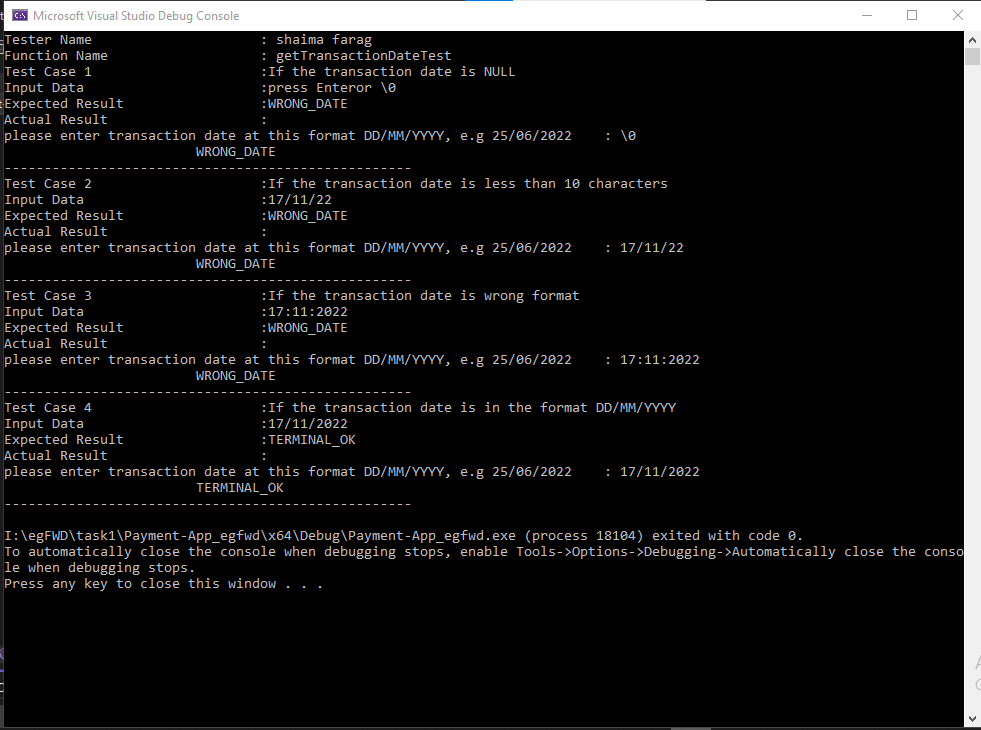 Microsoft Visual Studio Debug Console
Tester Name : shaima farag
Function Name : getTransactionDateTest
Test Case 1 :If the transaction date is NULL
Input Data :press Enteror \0
Expected Result :WRONG_DATE
Actual Result :
please enter transaction date at this format DD/MM/YYYY, e.g 25/06/2022 : \0
WRONG_DATE
---------------------------------------------------
Test Case 2 :If the transaction date is less than 10 characters
Input Data :17/11/22
Expected Result :WRONG_DATE
Actual Result :
please enter transaction date at this format DD/MM/YYYY, e.g 25/06/2022 : 17/11/22
WRONG_DATE
---------------------------------------------------
Test Case 3 :If the transaction date is wrong format
Input Data :17:11:2022
Expected Result :WRONG_DATE
Actual Result :
please enter transaction date at this format DD/MM/YYYY, e.g 25/06/2022 : 17:11:2022
WRONG_DATE
---------------------------------------------------
Test Case 4 :If the transaction date is in the format DD/MM/YYYY
Input Data :17/11/2022
Expected Result :TERMINAL_OK
Actual Result :
please enter transaction date at this format DD/MM/YYYY, e.g 25/06/2022 : 17/11/2022
TERMINAL_OK
---------------------------------------------------
I:\egFWD\task1\Payment-App_egfwd\x64\Debug\Payment-App_egfwd.exe (process 18104) exited with code 0.
To automatically close the console when debugging stops, enable Tools->Options->Debugging->Automatically close the conso
le when debugging stops.
Press any key to close this window . . .